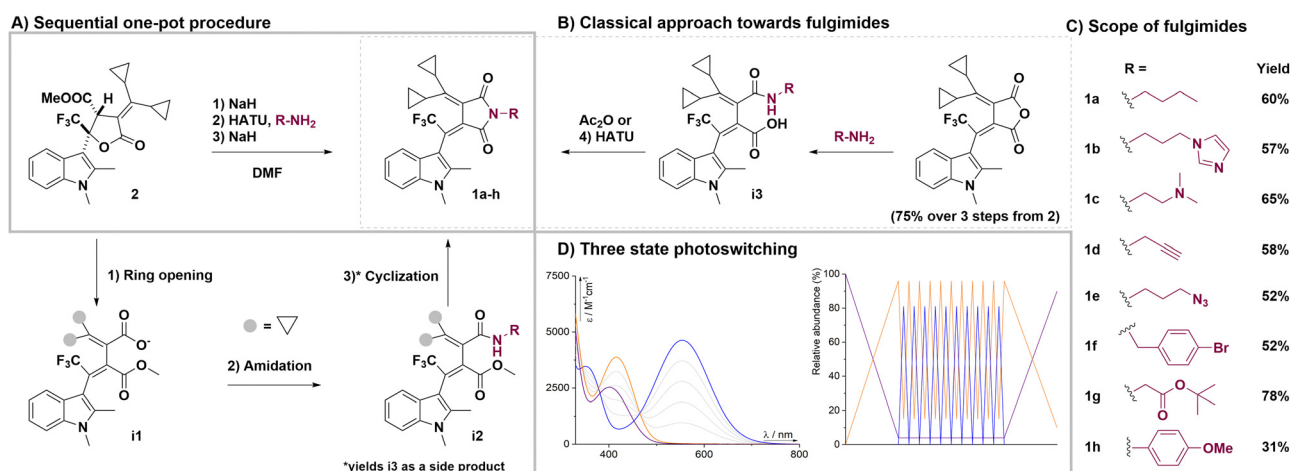 A) Sequential one-pot procedure
MeOOC
H
F3C
O
O
N
2
1) NaH
2) HATU, R-NH2
3) NaH
DMF
O
N-R
O
F3C
N
1a-h
B) Classical approach towards fulgimides
Ac2O or
4) HATU
O
R
N
H
OH
O
F3C
N
i3
R-NH2
O
O
O
F3C
N
(75% over 3 steps from 2)
C) Scope of fulgimides
R =
Yield
1a
60%
1b
N
N
57%
1c
N
65%
1d
58%
1e
N3
52%
1f
Br
52%
1g
O
O
78%
1h
OMe
31%
1) Ring opening
O
O-
F3C
O
O
N
i1
=
2) Amidation
3)* Cyclization
O
R
N
H
F3C
O
O
N
i2
*yields i3 as a side product
D) Three state photoswitching
7500
5000
2500
0
ε / M-1cm-1
λ / nm
400
600
800
Relative abundance (%)
100
80
60
40
20
0